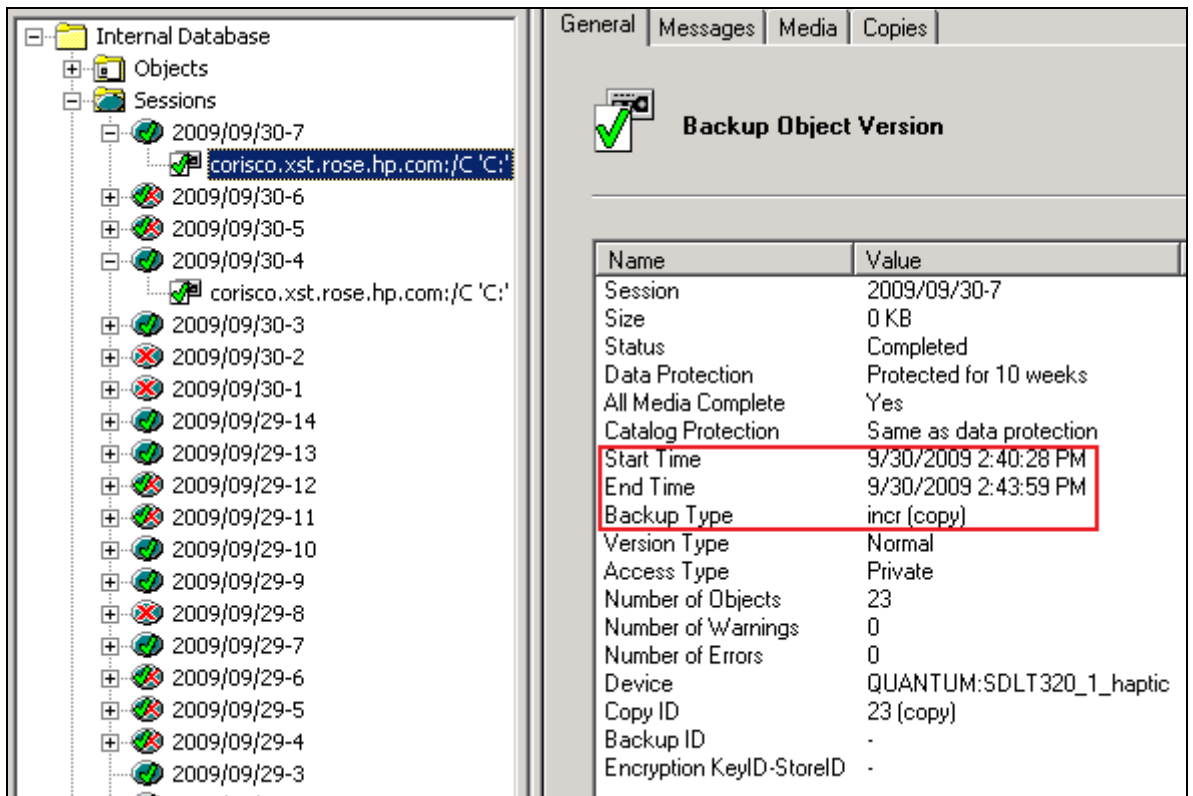 Internal Database
Objects
Sessions
2009/09/30-7
corisco.xst.rose.hp.com:/C 'C:'
2009/09/30-6
2009/09/30-5
2009/09/30-4
corisco.xst.rose.hp.com:/C 'C:'
2009/09/30-3
2009/09/30-2
2009/09/30-1
2009/09/29-14
2009/09/29-13
2009/09/29-12
2009/09/29-11
2009/09/29-10
2009/09/29-9
2009/09/29-8
2009/09/29-7
2009/09/29-6
2009/09/29-5
2009/09/29-4
2009/09/29-3
General Messages Media Copies
Backup Object Version
Name Value
Session 2009/09/30-7
Size 0 KB
Status Completed
Data Protection Protected for 10 weeks
All Media Complete Yes
Catalog Protection Same as data protection
Start Time 9/30/2009 2:40:28 PM
End Time 9/30/2009 2:43:59 PM
Backup Type incr (copy)
Version Type Normal
Access Type Private
Number of Objects 23
Number of Warnings 0
Number of Errors 0
Device QUANTUM:SDLT320_1_haptic
Copy ID 23 (copy)
Backup ID -
Encryption KeyID-StoreID -